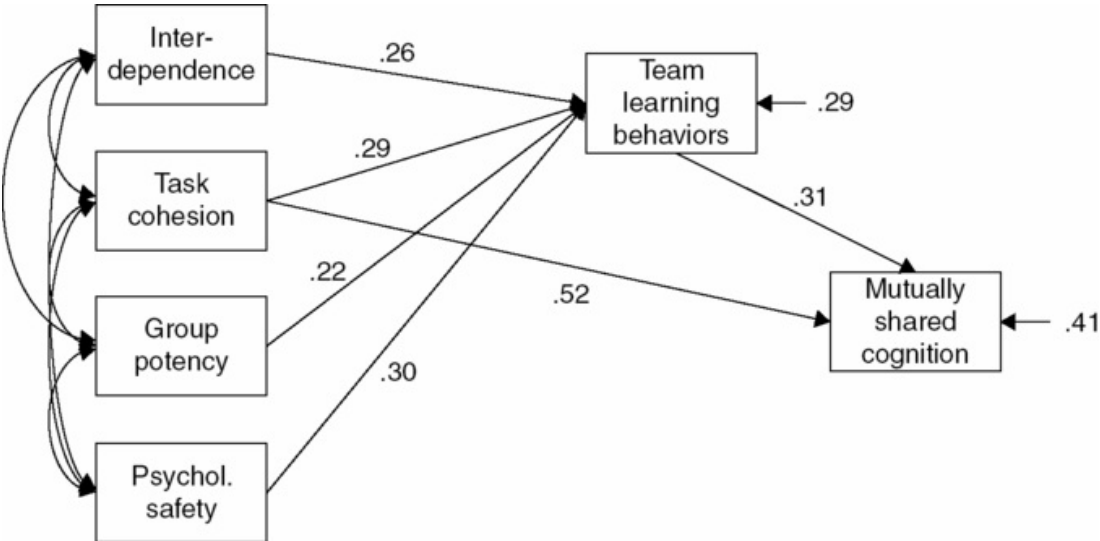 Inter-
dependence
.26
Team
learning
behaviors
.29
Task
cohesion
.29
.31
.22
.52
Mutually
shared
cognition
.41
Group
potency
.30
Psychol.
safety